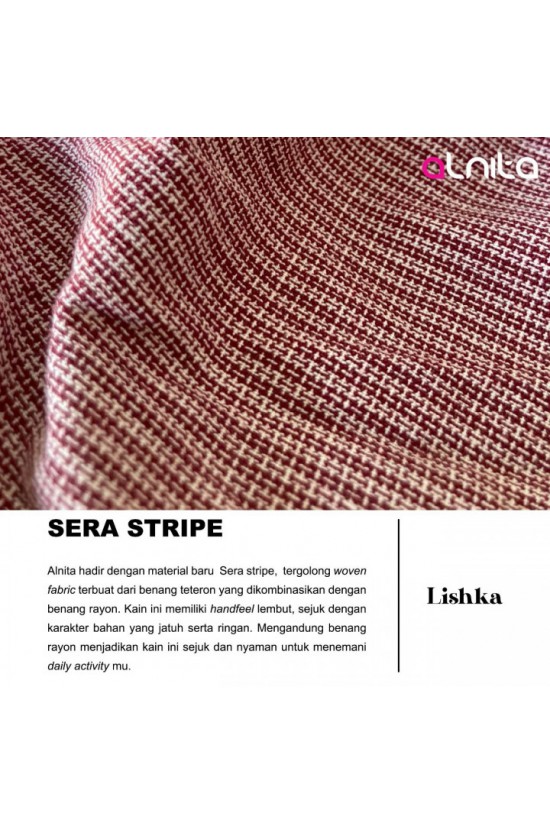 alnita
SERA STRIPE
Alnita hadir dengan material baru Sera stripe, tergolong woven
fabric terbuat dari benang teteron yang dikombinasikan dengan
benang rayon. Kain ini memiliki handfeel lembut, sejuk dengan
karakter bahan yang jatuh serta ringan. Mengandung benang
rayon menjadikan kain ini sejuk dan nyaman untuk menemani
daily activity mu.
Lishka